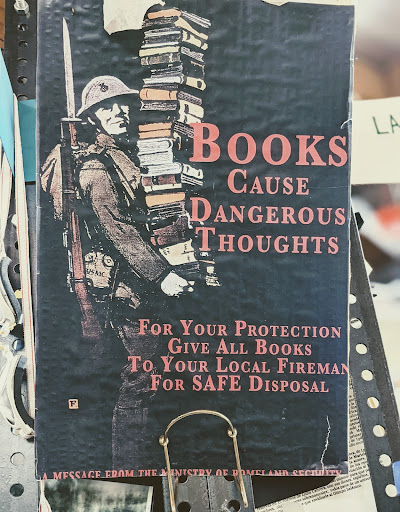 BOOKS
CAUSE
DANGEROUS
THOUGHTS
FOR YOUR PROTECTION
GIVE ALL BOOKS
TO YOUR LOCAL FIREMAN
FOR SAFE DISPOSAL
F
A MESSAGE FROM THE MINISTRY OF HOMELAND SECURITY
LA